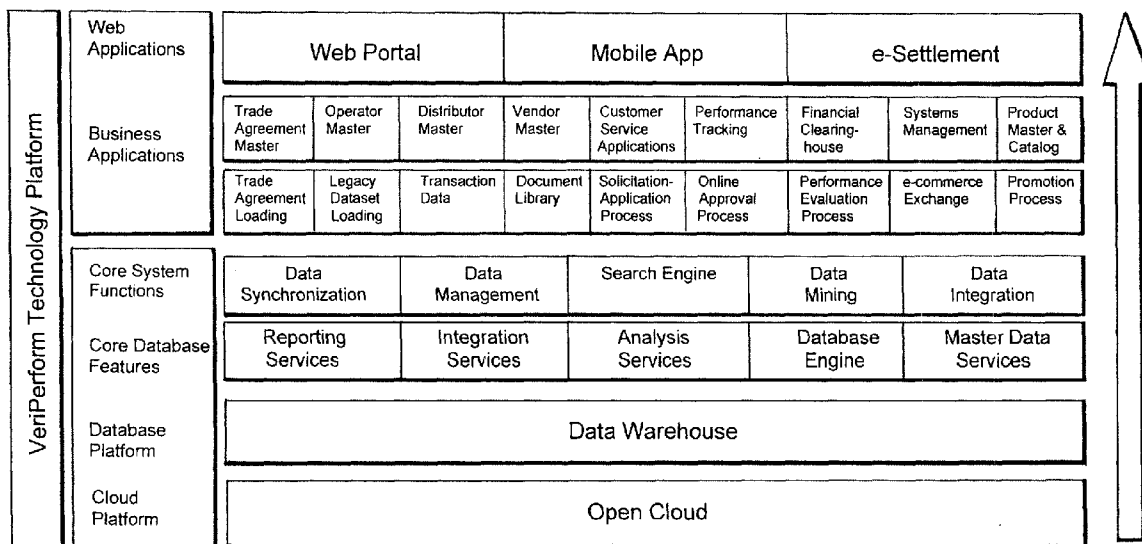 VeriPerform Technology Platform
Web
Applications
Web Portal
Mobile App
e-Settlement
Business
Applications
Trade
Agreement
Master
Operator
Master
Distributor
Master
Vendor
Master
Customer
Service
Applications
Performance
Tracking
Financial
Clearing-
house
Systems
Management
Product
Master &
Catalog
Trade
Agreement
Loading
Legacy
Dataset
Loading
Transaction
Data
Document
Library
Solicitation-
Application
Process
Online
Approval
Process
Performance
Evaluation
Process
e-commerce
Exchange
Promotion
Process
Core System
Functions
Data
Synchronization
Data
Management
Search Engine
Data
Mining
Data
Integration
Core Database
Features
Reporting
Services
Integration
Services
Analysis
Services
Database
Engine
Master Data
Services
Database
Platform
Data Warehouse
Cloud
Platform
Open Cloud